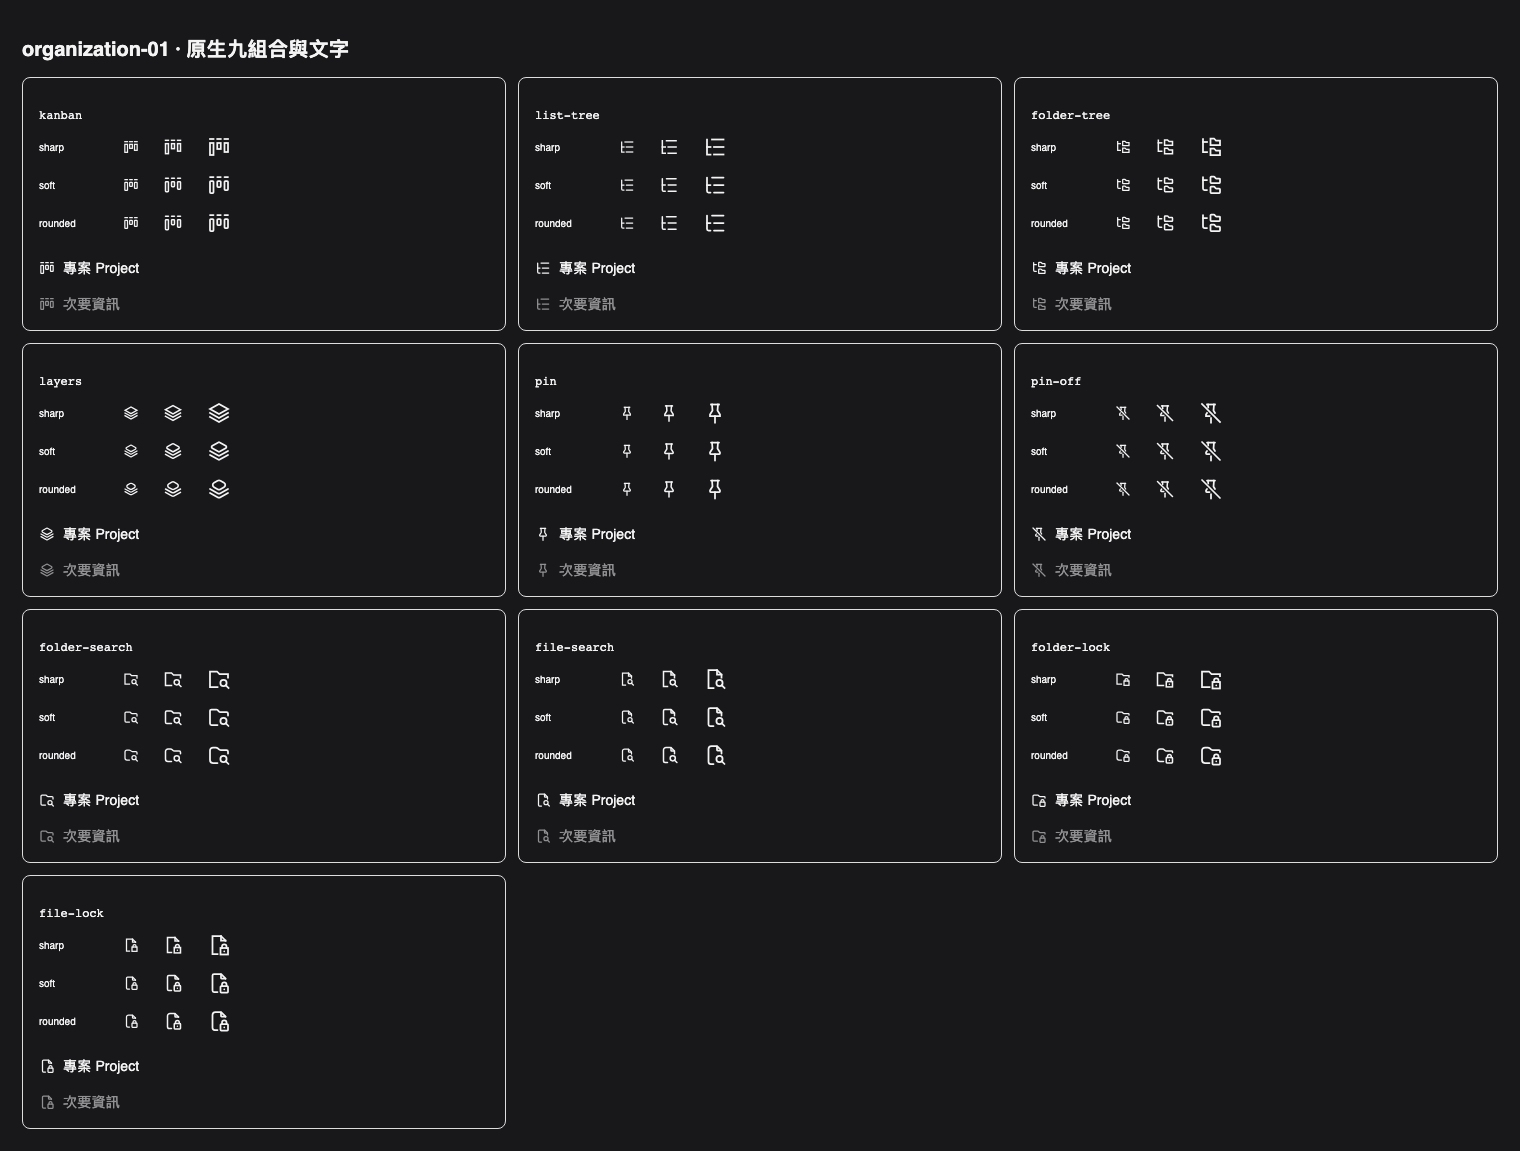 organization-01 · 原生九組合與文字
kanban
sharp
soft
rounded
專案 Project
次要資訊
list-tree
sharp
soft
rounded
專案 Project
次要資訊
folder-tree
sharp
soft
rounded
專案 Project
次要資訊
layers
sharp
soft
rounded
專案 Project
次要資訊
pin
sharp
soft
rounded
專案 Project
次要資訊
pin-off
sharp
soft
rounded
專案 Project
次要資訊
folder-search
sharp
soft
rounded
專案 Project
次要資訊
file-search
sharp
soft
rounded
專案 Project
次要資訊
folder-lock
sharp
soft
rounded
專案 Project
次要資訊
file-lock
sharp
soft
rounded
專案 Project
次要資訊